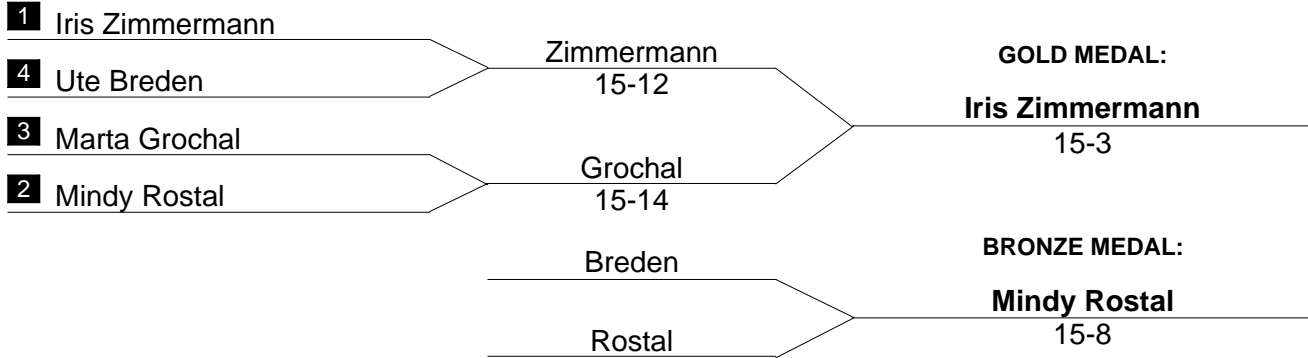 1 Iris Zimmermann
4 Ute Breden
3 Marta Grochal
2 Mindy Rostal
Zimmermann
15-12
Grochal
15-14
GOLD MEDAL:
Iris Zimmermann
15-3
Breden
Rostal
BRONZE MEDAL:
Mindy Rostal
15-8